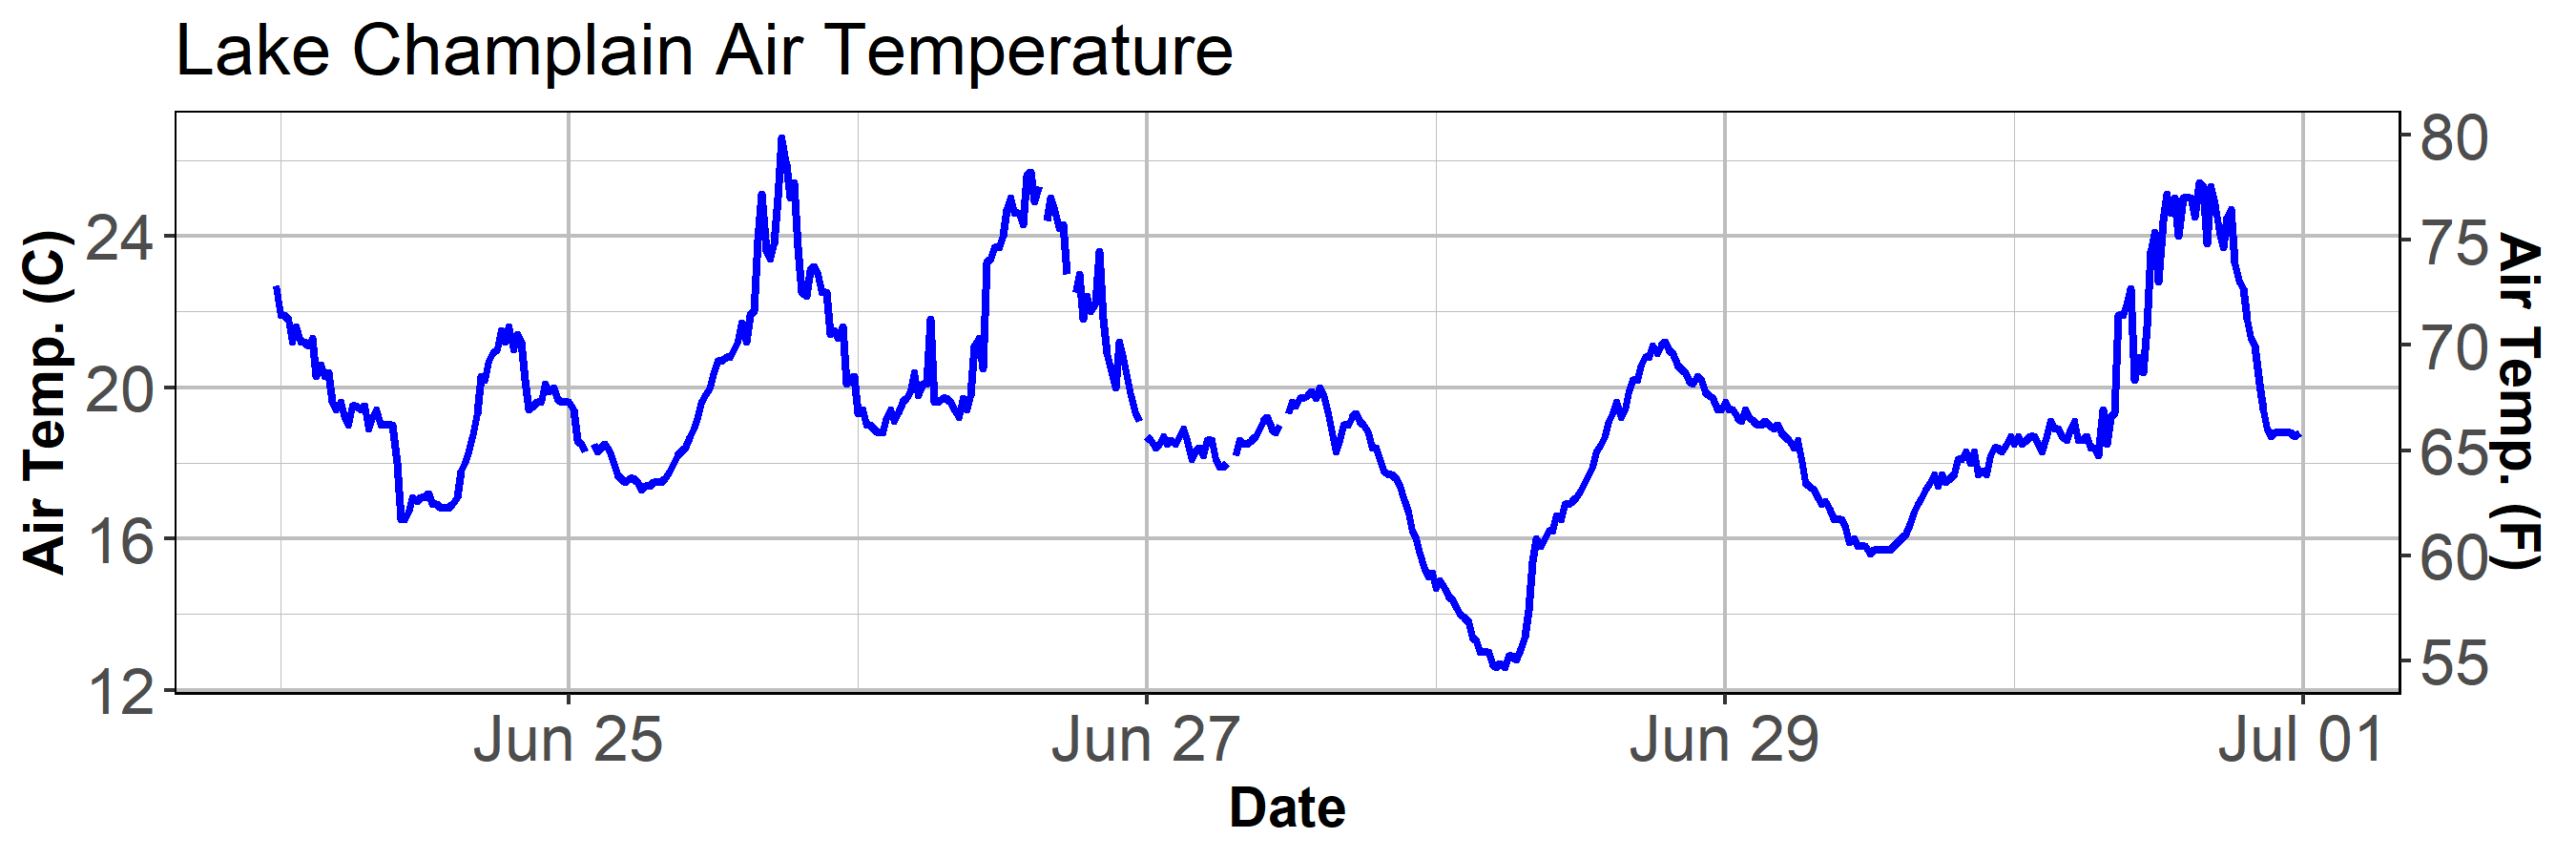 Lake Champlain Air Temperature
Air Temp. (C)
24
20
16
12
80
75
70
65
60
55
Air Temp. (F)
Jun 25
Jun 27
Jun 29
Jul 01
Date